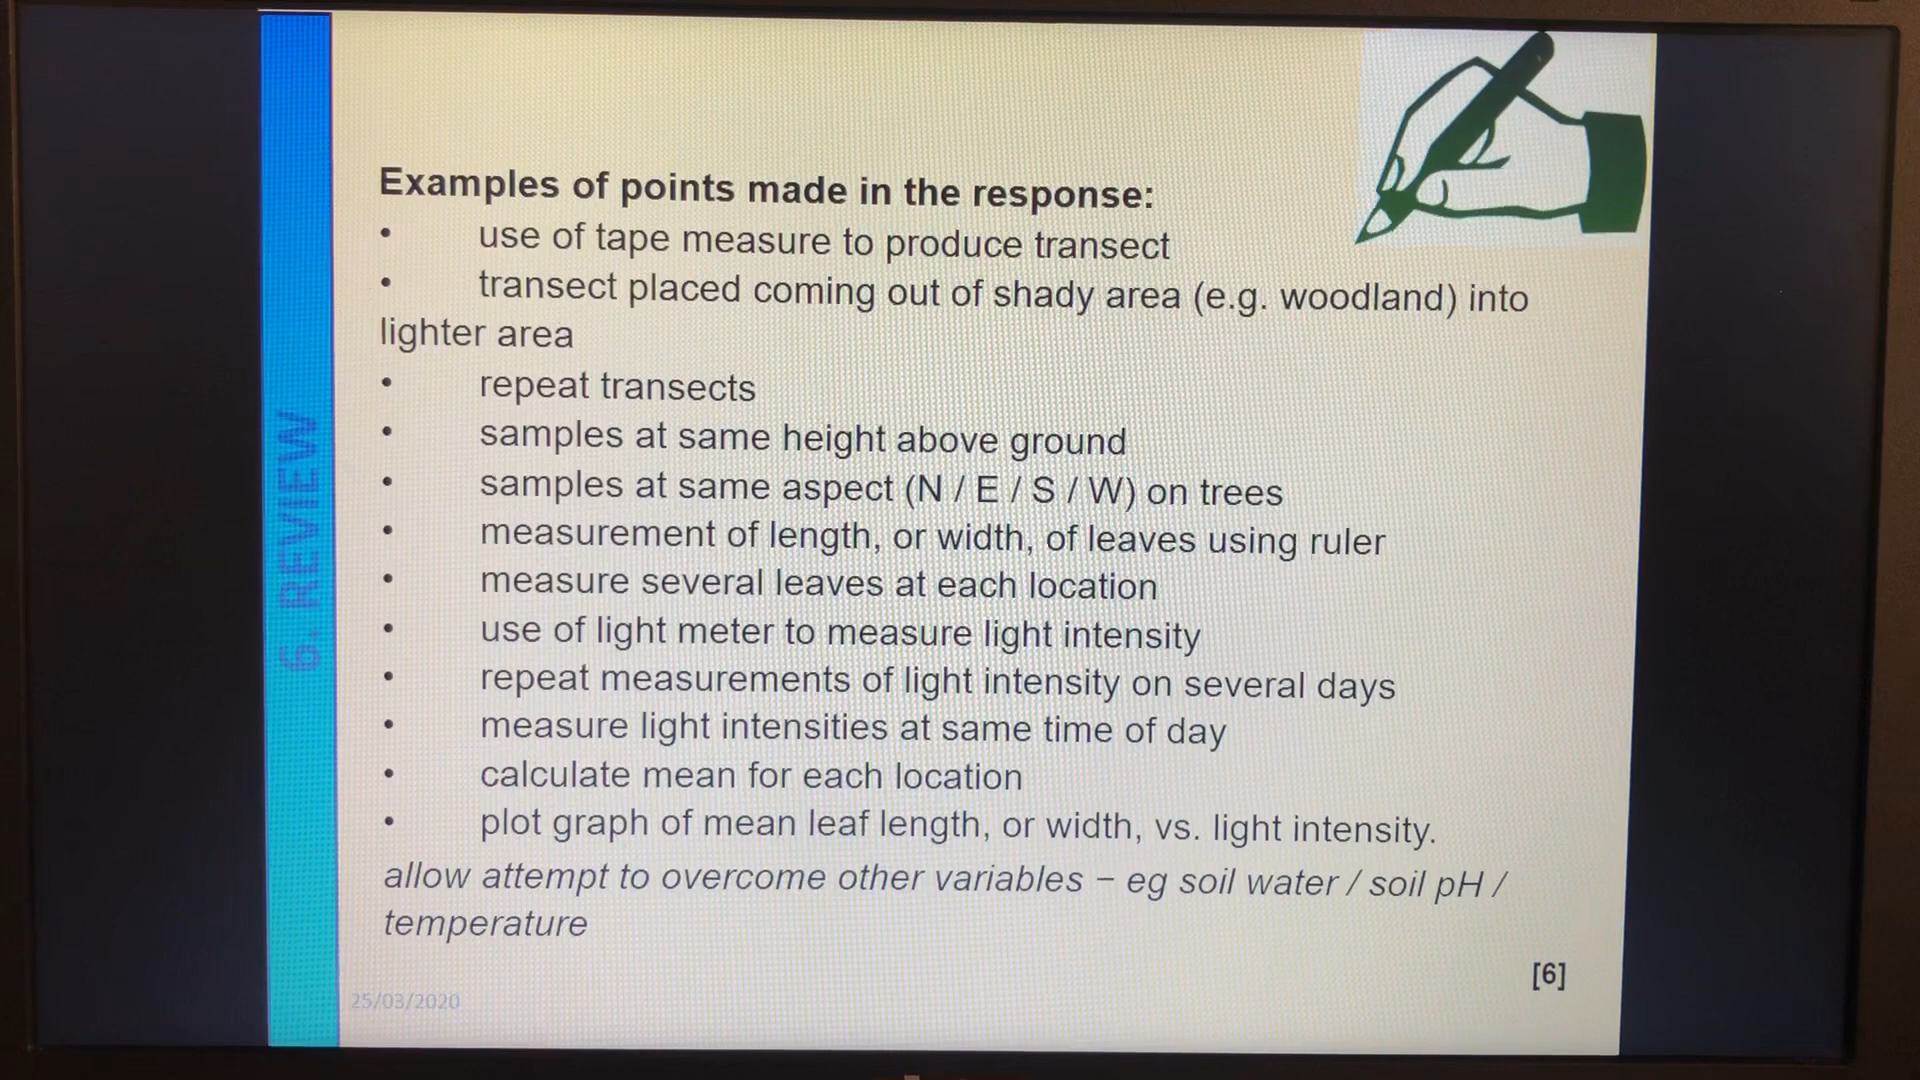 Examples of points made in the response:
• use of tape measure to produce transect
• transect placed coming out of shady area (e.g. woodland) into
lighter area
• repeat transects
• samples at same height above ground
• samples at same aspect (N / E / S / W) on trees
• measurement of length, or width, of leaves using ruler
• measure several leaves at each location
• use of light meter to measure light intensity
• repeat measurements of light intensity on several days
• measure light intensities at same time of day
• calculate mean for each location
• plot graph of mean leaf length, or width, vs. light intensity.
allow attempt to overcome other variables – eg soil water / soil pH /
temperature
[6]
25/03/2020
6. REVIEW